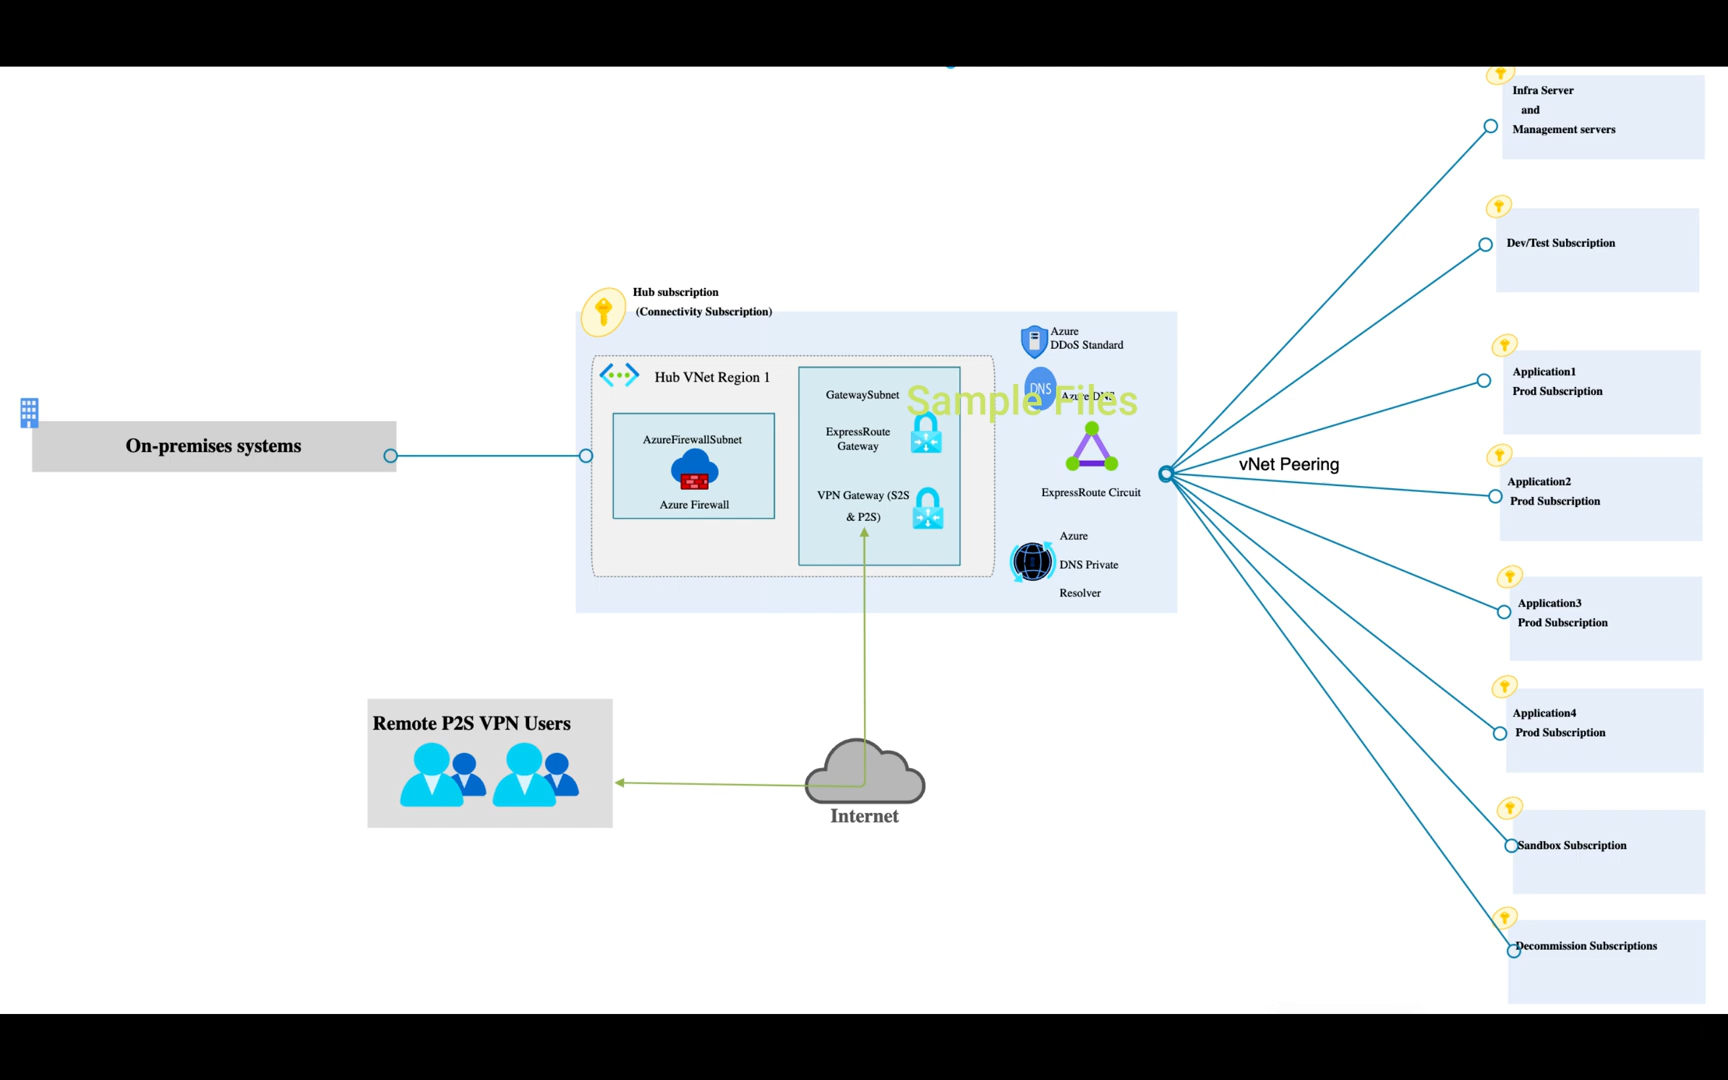 Infra Server
and
Management servers
Dev/Test Subscription
Hub subscription
(Connectivity Subscription)
Azure
DDoS Standard
Hub VNet Region 1
GatewaySubnet
DNS
Azure DNS
Sample Files
Application1
Prod Subscription
AzureFirewallSubnet
ExpressRoute
Gateway
On-premises systems
vNet Peering
Azure Firewall
VPN Gateway (S2S
& P2S)
ExpressRoute Circuit
Application2
Prod Subscription
Azure
DNS Private
Resolver
Application3
Prod Subscription
Remote P2S VPN Users
Application4
Prod Subscription
Internet
Sandbox Subscription
Decommission Subscriptions